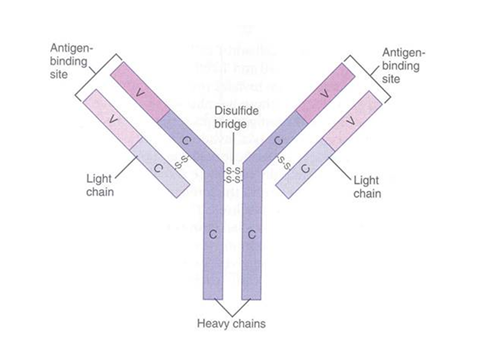 Antigen-
binding
site
Antigen-
binding
site
V
V
V
V
Disulfide
bridge
C
C
C
C
S-S
S-S
-S-S-
-S-S-
Light
chain
Light
chain
C
C
Heavy chains